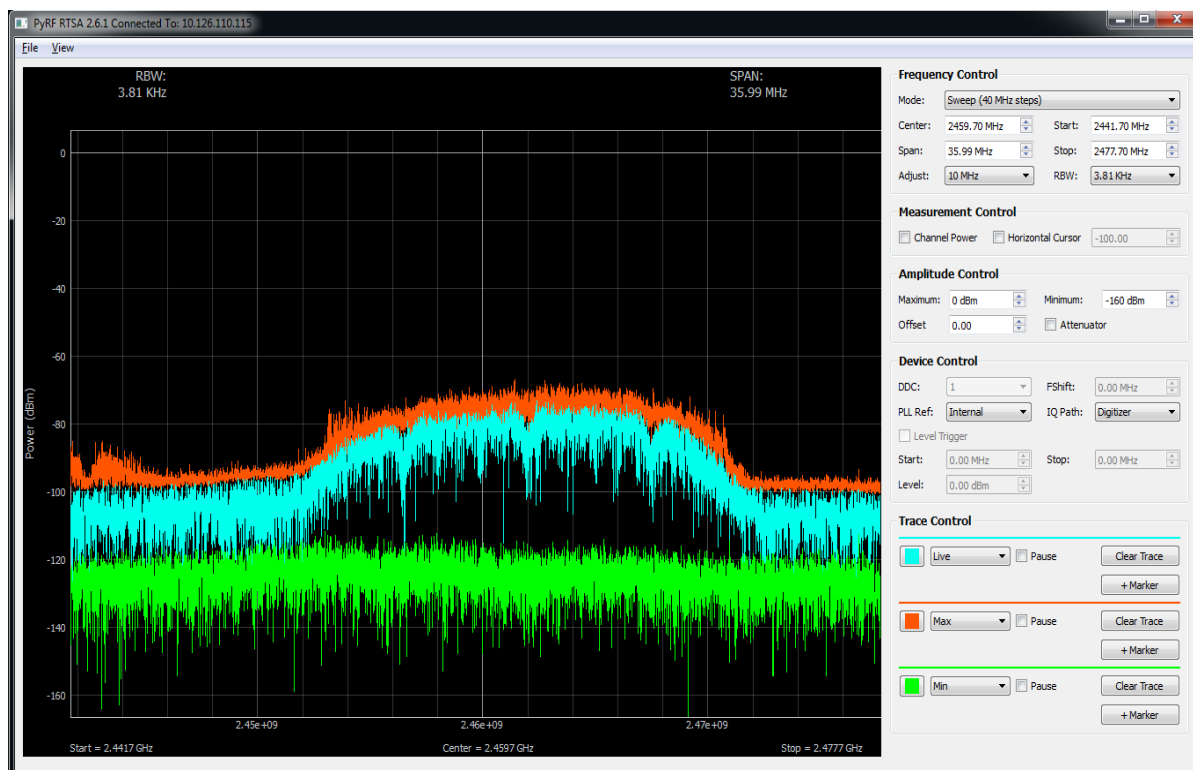 PyRF RTSA 2.6.1 Connected To: 10.126.110.115
File View
RBW:
3.81 KHz
SPAN:
35.99 MHz
0
-20
-40
-60
-80
-100
-120
-140
-160
Power (dBm)
2.45e+09 2.46e+09 2.47e+09
Start = 2.4417 GHz Center = 2.4597 GHz Stop = 2.4777 GHz
Frequency Control
Mode: Sweep (40 MHz steps)
Center: 2459.70 MHz Start: 2441.70 MHz
Span: 35.99 MHz Stop: 2477.70 MHz
Adjust: 10 MHz RBW: 3.81 KHz
Measurement Control
Channel Power Horizontal Cursor -100.00
Amplitude Control
Maximum: 0 dBm Minimum: -160 dBm
Offset 0.00 Attenuator
Device Control
DDC: 1 FShift: 0.00 MHz
PLL Ref: Internal IQ Path: Digitizer
Level Trigger
Start: 0.00 MHz Stop: 0.00 MHz
Level: 0.00 dBm
Trace Control
Live Pause Clear Trace
+ Marker
Max Pause Clear Trace
+ Marker
Min Pause Clear Trace
+ Marker